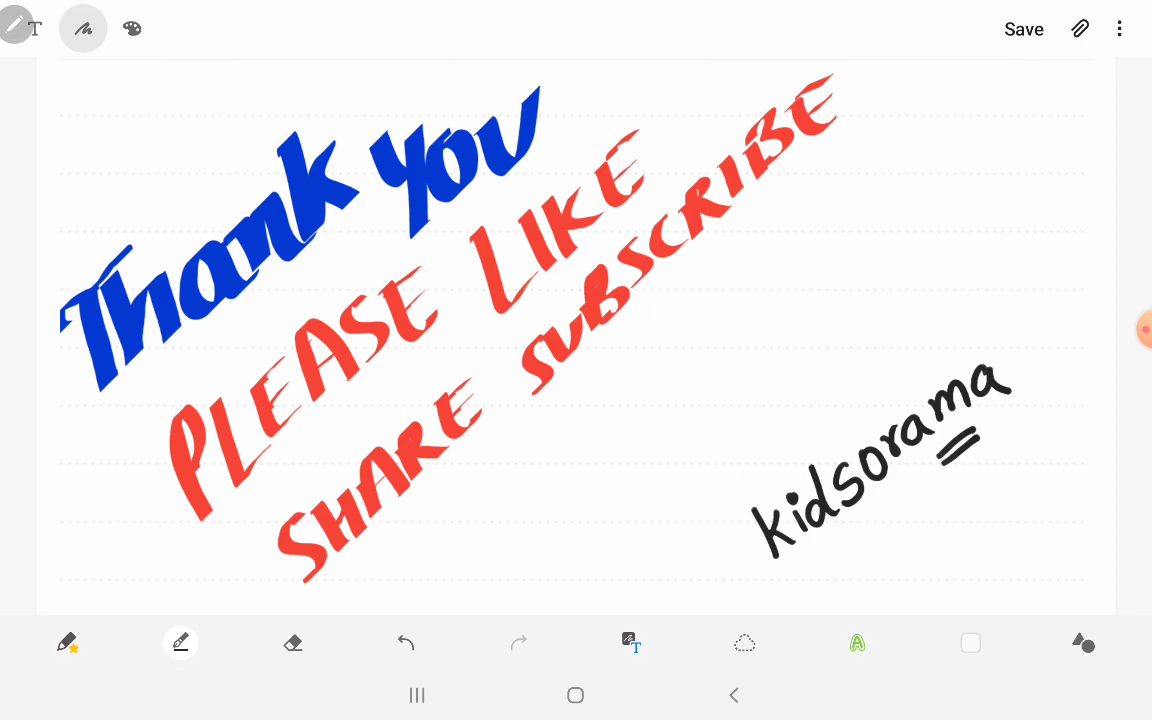 T
Save
Thank You
PLEASE LIKE
SHARE SUBSCRIBE
kidsorama
T
A